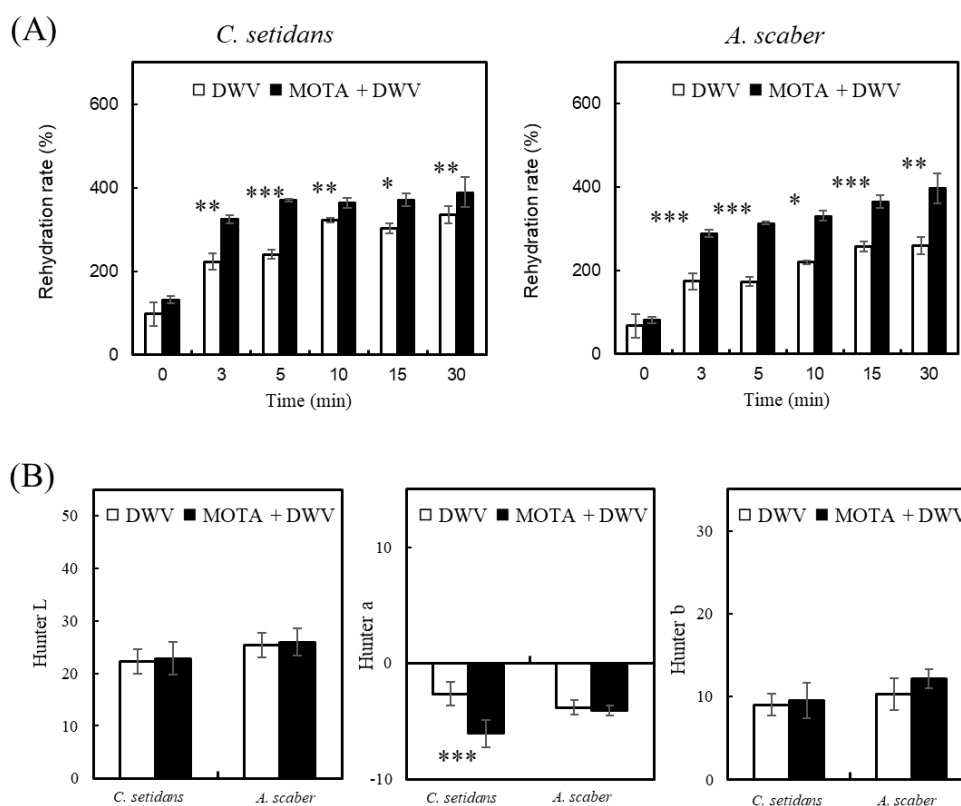 (A)
C. setidans
A. scaber
DWV MOTA + DWV
DWV MOTA + DWV
600
400
200
0
Rehydration rate (%)
** *** ** * **
0 3 5 10 15 30
Time (min)
600
400
200
0
Rehydration rate (%)
*** *** * *** **
0 3 5 10 15 30
Time (min)
(B)
DWV MOTA + DWV
50
40
30
20
10
0
Hunter L
C. setidans A. scaber
DWV MOTA + DWV
10
0
-10
Hunter a
***
C. setidans A. scaber
DWV MOTA + DWV
30
20
10
0
Hunter b
C. setidans A. scaber